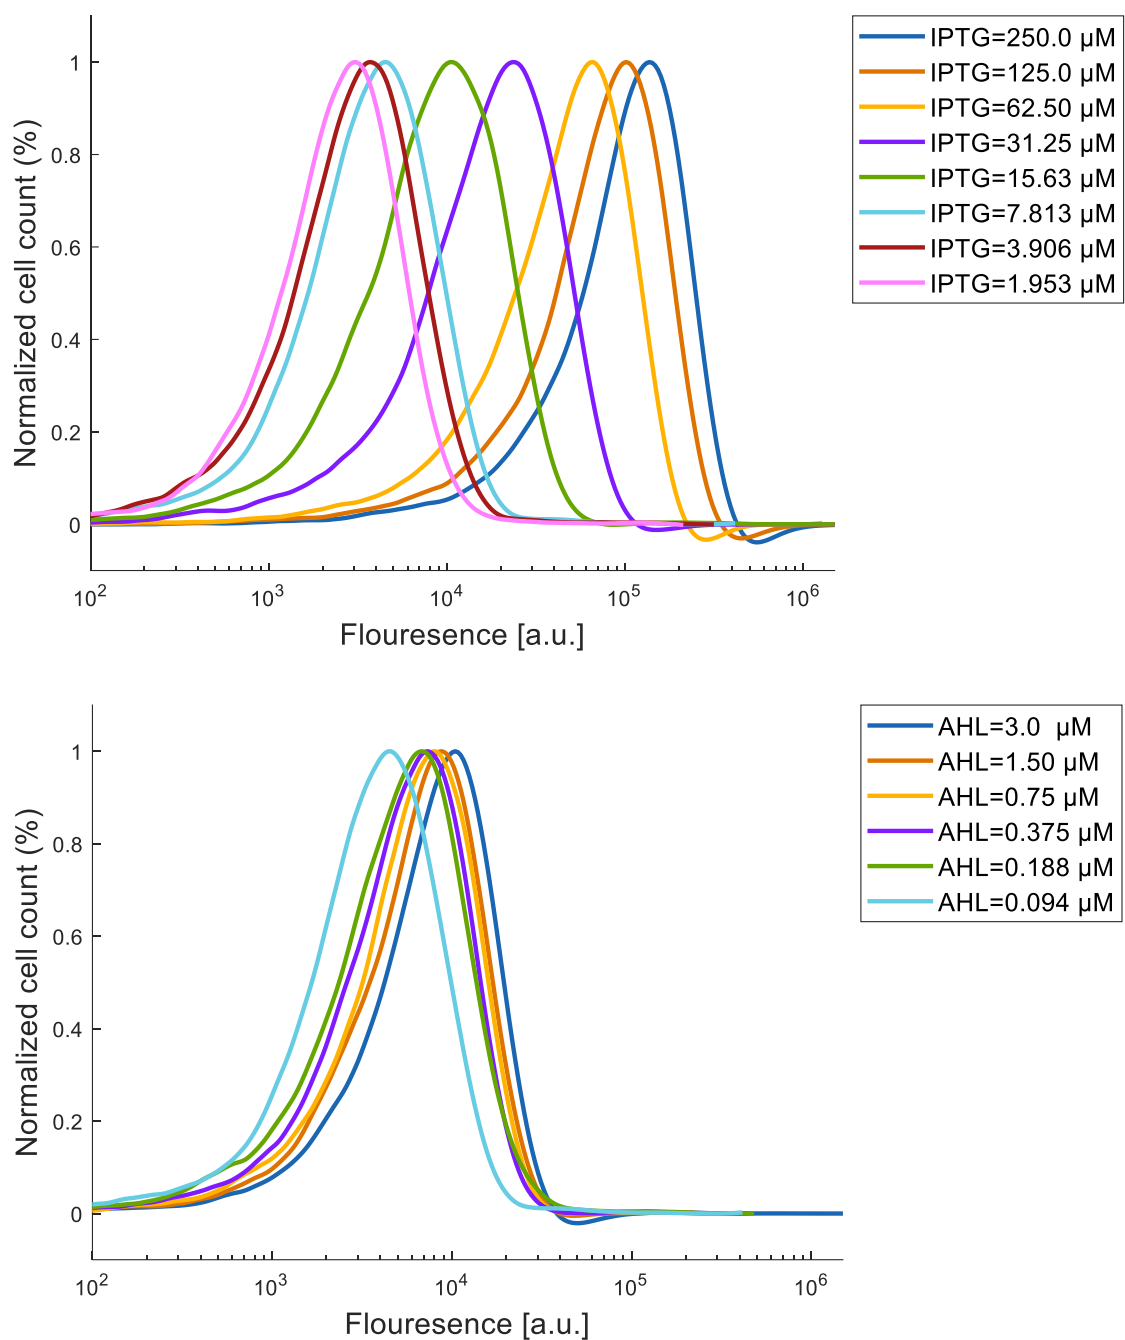 Normalized cell count (%)
1
0.8
0.6
0.4
0.2
0
10^2
10^3
10^4
10^5
10^6
Flouresence [a.u.]
IPTG=250.0 µM
IPTG=125.0 µM
IPTG=62.50 µM
IPTG=31.25 µM
IPTG=15.63 µM
IPTG=7.813 µM
IPTG=3.906 µM
IPTG=1.953 µM
Normalized cell count (%)
1
0.8
0.6
0.4
0.2
0
10^2
10^3
10^4
10^5
10^6
Flouresence [a.u.]
AHL=3.0 µM
AHL=1.50 µM
AHL=0.75 µM
AHL=0.375 µM
AHL=0.188 µM
AHL=0.094 µM